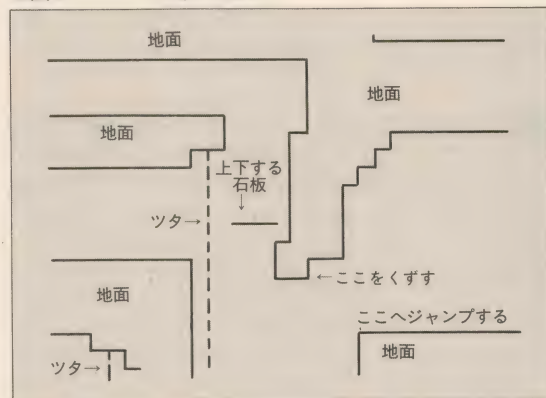 地面
地面
地面
上下する
石板
↓
ツタ→
←ここをくずす
地面
ここへジャンプする
地面
ツタ→